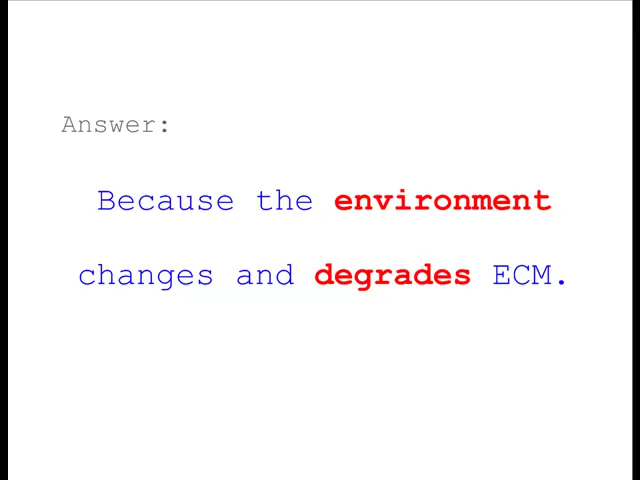 Answer:
Because the environment
changes and degrades ECM.